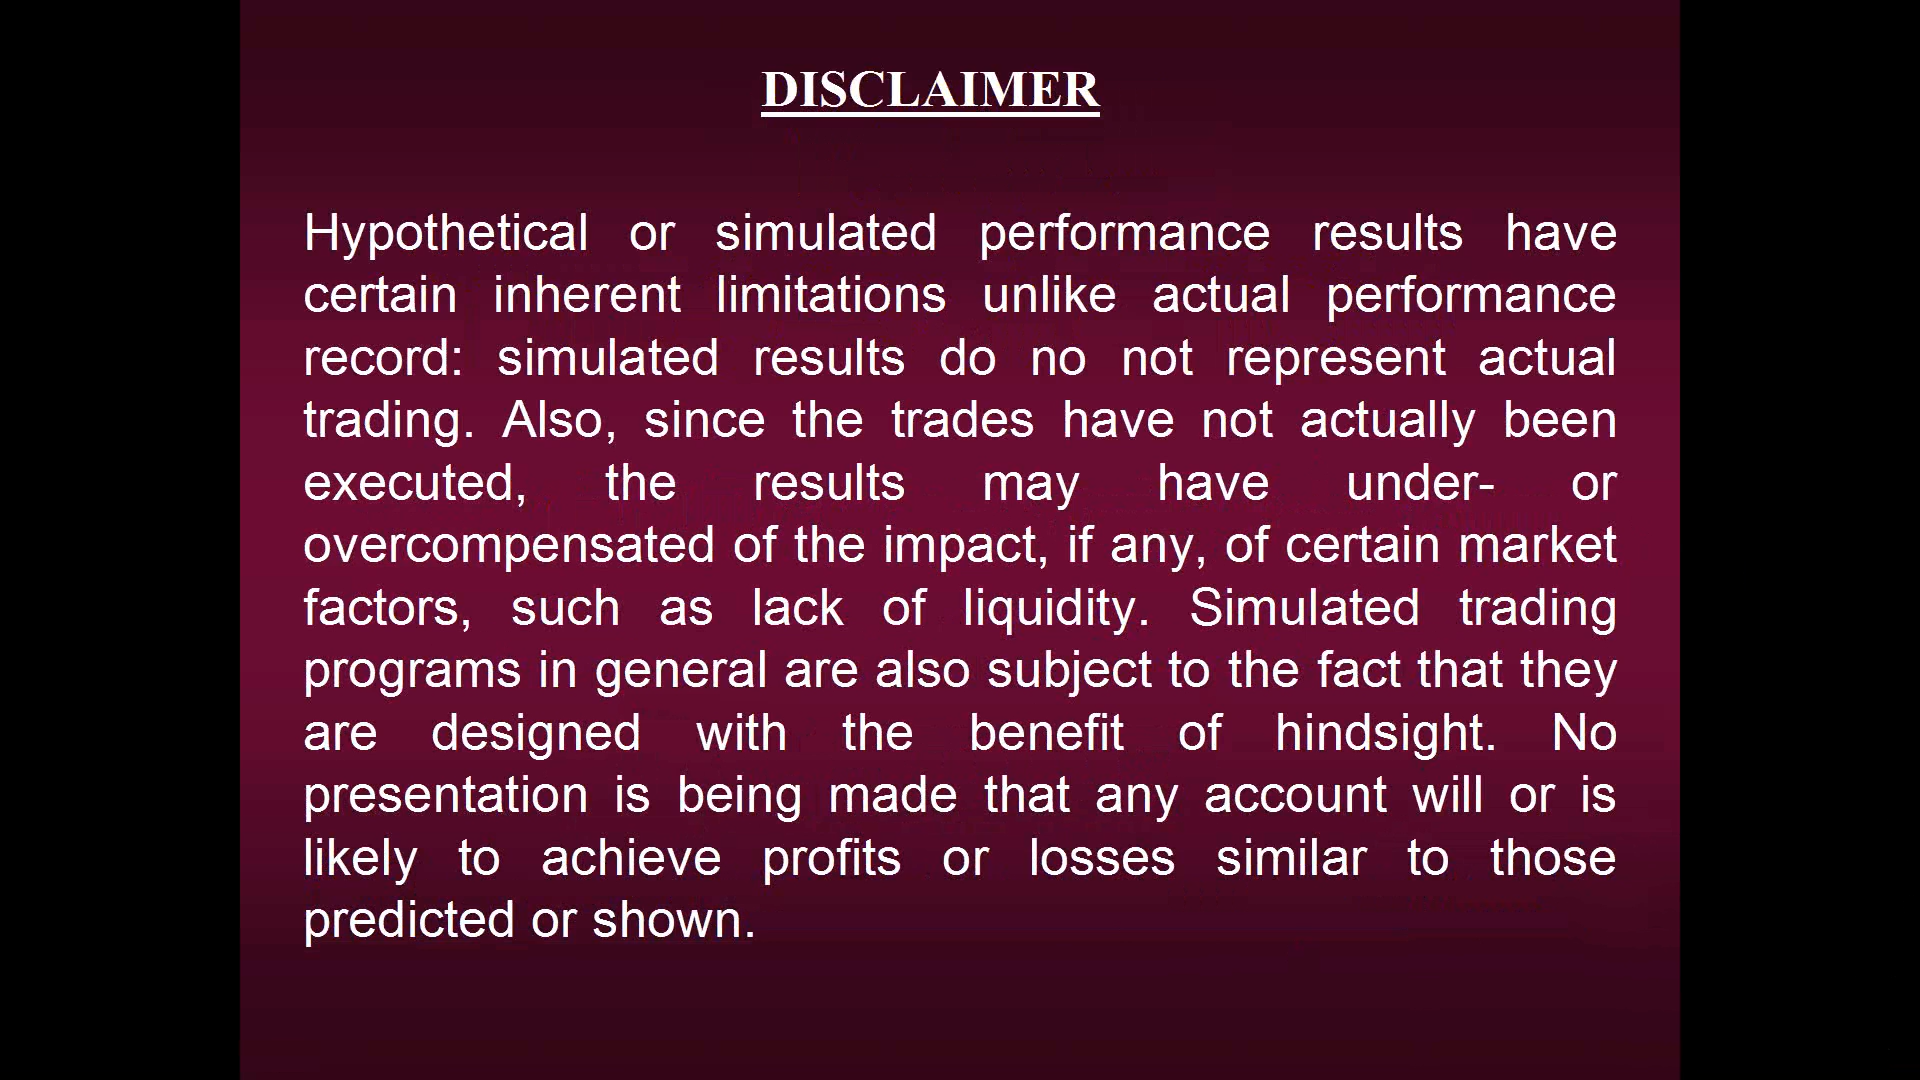 DISCLAIMER
Hypothetical or simulated performance results have
certain inherent limitations unlike actual performance
record: simulated results do no not represent actual
trading. Also, since the trades have not actually been
executed, the results may have under- or
overcompensated of the impact, if any, of certain market
factors, such as lack of liquidity. Simulated trading
programs in general are also subject to the fact that they
are designed with the benefit of hindsight. No
presentation is being made that any account will or is
likely to achieve profits or losses similar to those
predicted or shown.